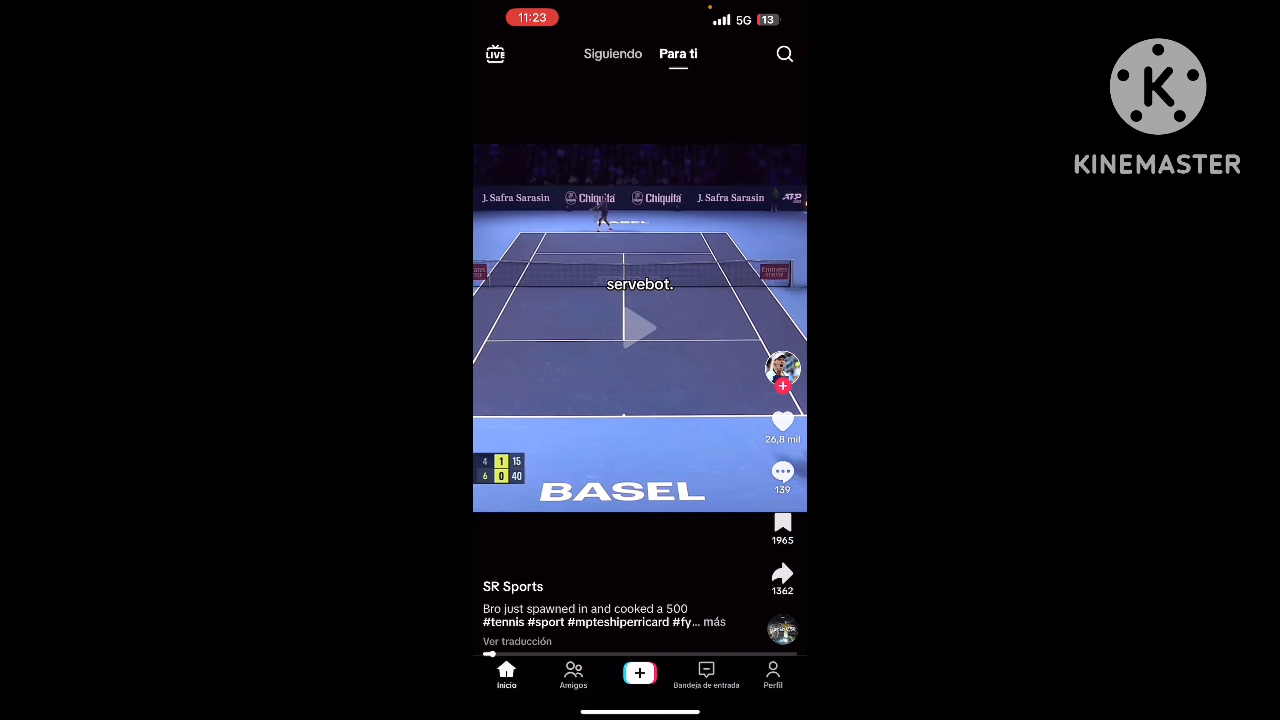 11:23
5G 13
LIVE
Siguiendo Para ti
K
KINEMASTER
J. Safra Sarasin Chiquita Chiquita J. Safra Sarasin ATP
BASEL
Emirates
servebot.
26,8 mil
4 1 15
6 0 40
139
BASEL
1965
1362
SR Sports
Bro just spawned in and cooked a 500
#tennis #sport #mpteshiperricard #fy... más
Ver traducción
Inicio Amigos Bandeja de entrada Perfil